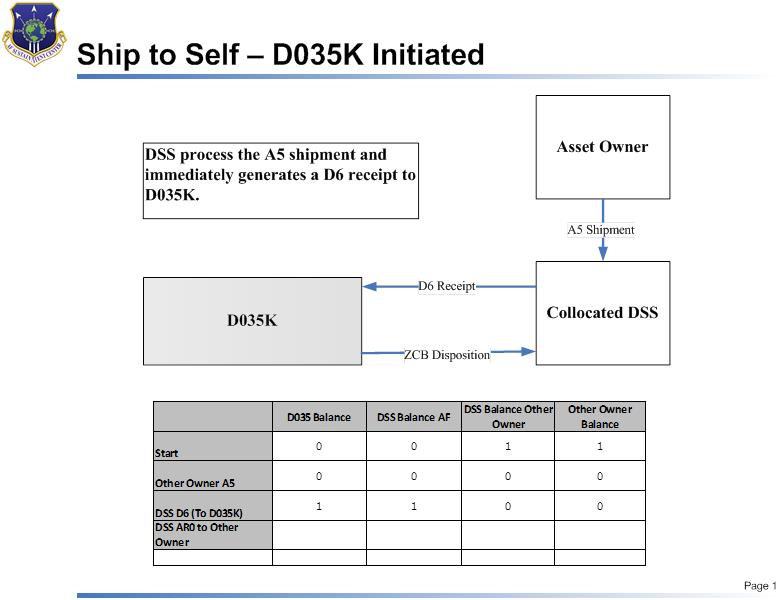 Ship to Self – D035K Initiated
DSS process the A5 shipment and
immediately generates a D6 receipt to
D035K.
Asset Owner
A5 Shipment
D6 Receipt
D035K
Collocated DSS
ZCB Disposition
D035 Balance DSS Balance AF DSS Balance Other Owner Other Owner Balance
Start 0 0 1 1
Other Owner A5 0 0 0 0
DSS D6 (To D035K) 1 1 0 0
DSS AR0 to Other
Owner
Page 1